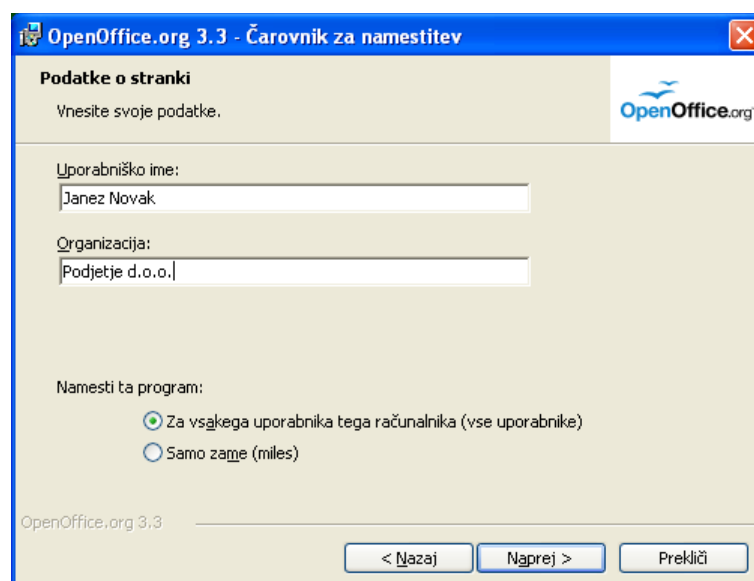 OpenOffice.org 3.3 - Čarovnik za namestitev
Podatke o stranki
Vnesite svoje podatke.
OpenOffice.org
Uporabniško ime:
Janez Novak
Organizacija:
Podjetje d.o.o.
Namesti ta program:
Za vsakega uporabnika tega računalnika (vse uporabnike)
Samo zame (miles)
OpenOffice.org 3.3
< Nazaj
Naprej >
Prekliči